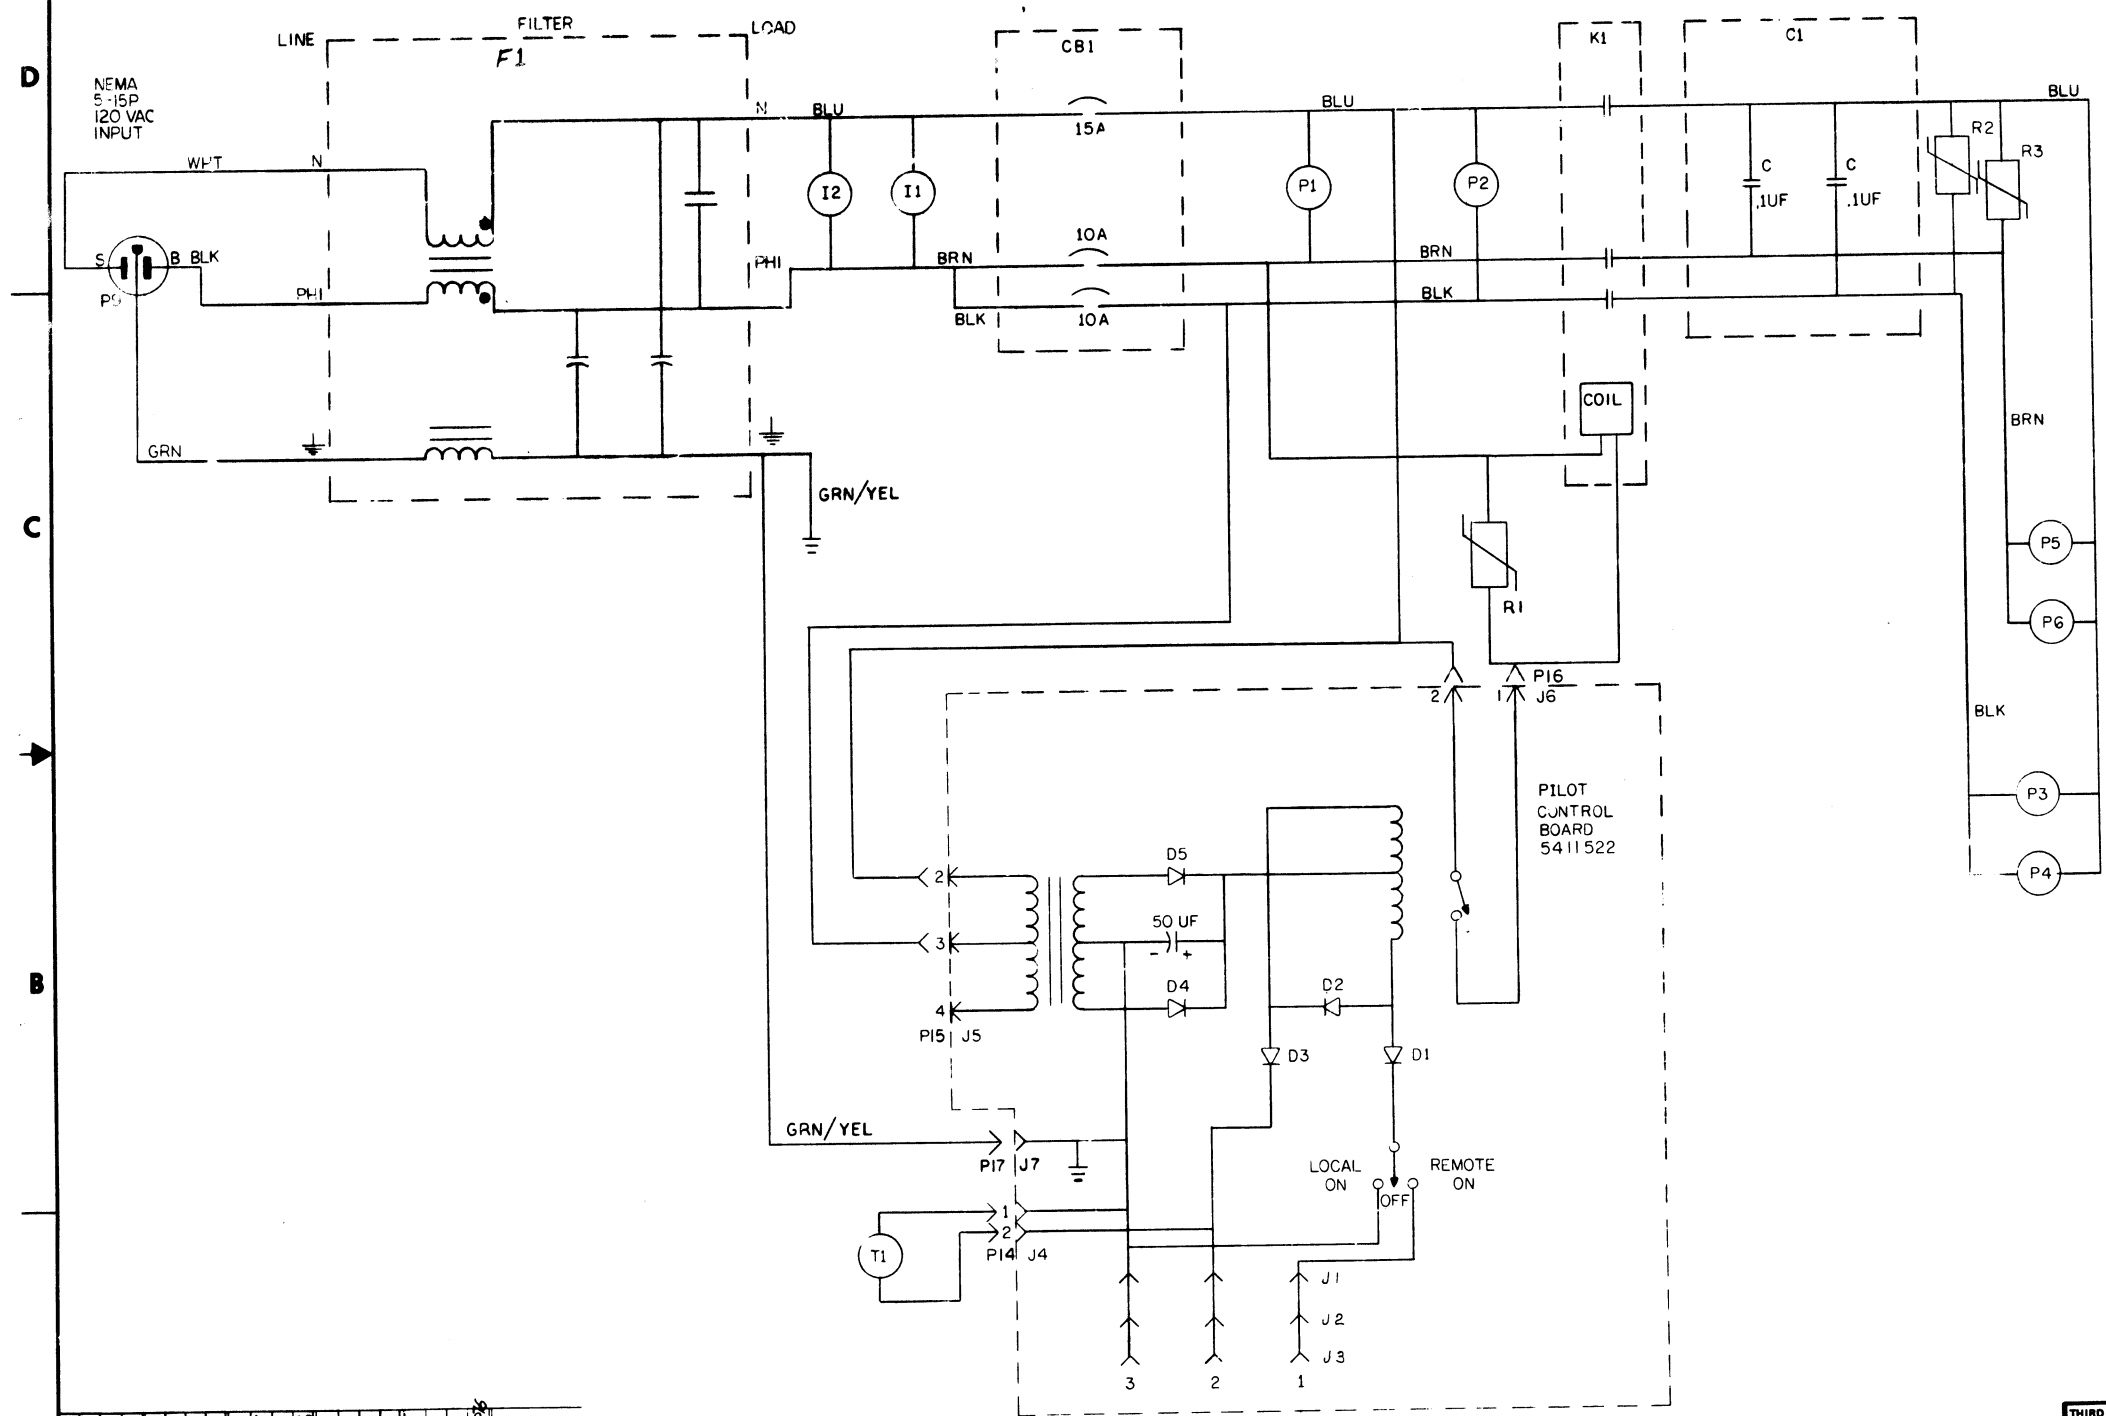 FILTER
LINE
LOAD
F1
CB1
K1
C1
D
NEMA
5-15P
120 VAC
INPUT
N
BLU
BLU
BLU
15A
WHT
N
I2
I1
P1
P2
C
.1UF
C
.1UF
R2
R3
S
B
BLK
P9
PHI
PHI
BRN
10A
BRN
BLK
BLK
10A
COIL
BRN
GRN
GRN/YEL
C
P5
R1
P6
P16
2
1
J6
BLK
PILOT
CONTROL
BOARD
5411522
P3
P4
D5
2
50 UF
- +
3
B
D4
D2
4
P15
J5
D3
D1
GRN/YEL
P17
J7
LOCAL
ON
REMOTE
ON
OFF
1
2
T1
P14
J4
J1
J2
J3
3
2
1
THIRD